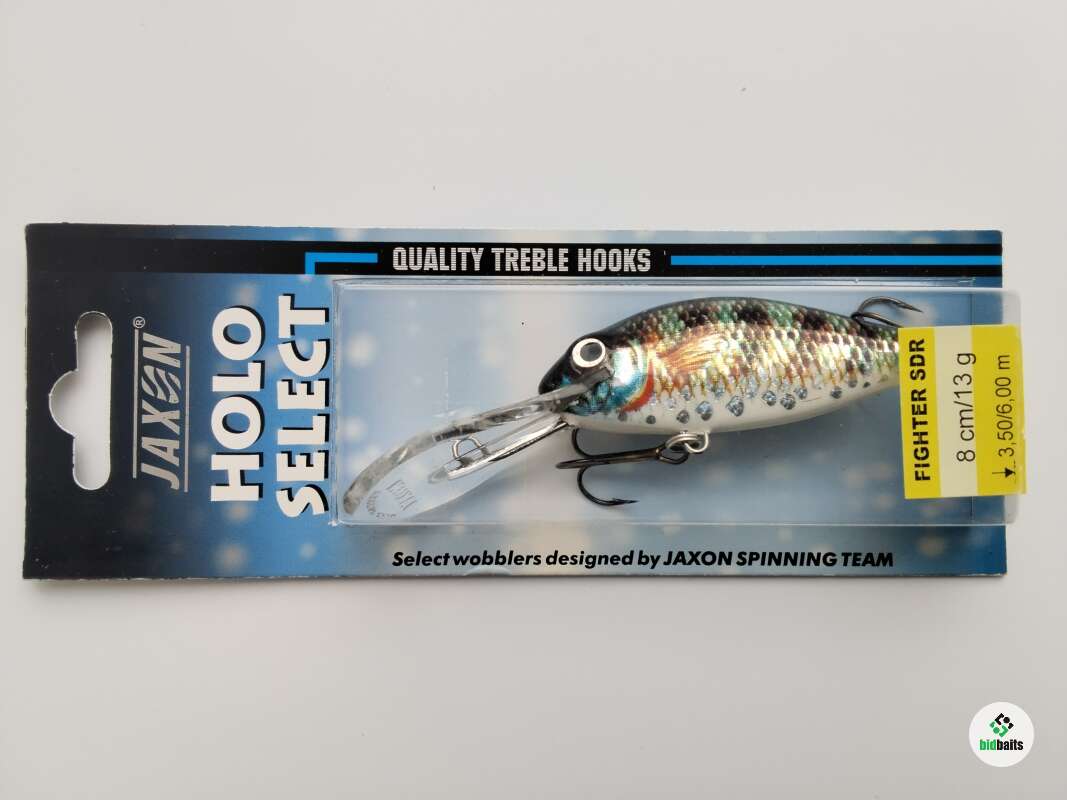 QUALITY TREBLE HOOKS
JAXON®
HOLO
SELECT
FIGHTER SDR
8 cm/13 g
3,50/6,00 m
Select wobblers designed by JAXON SPINNING TEAM
bidbaits